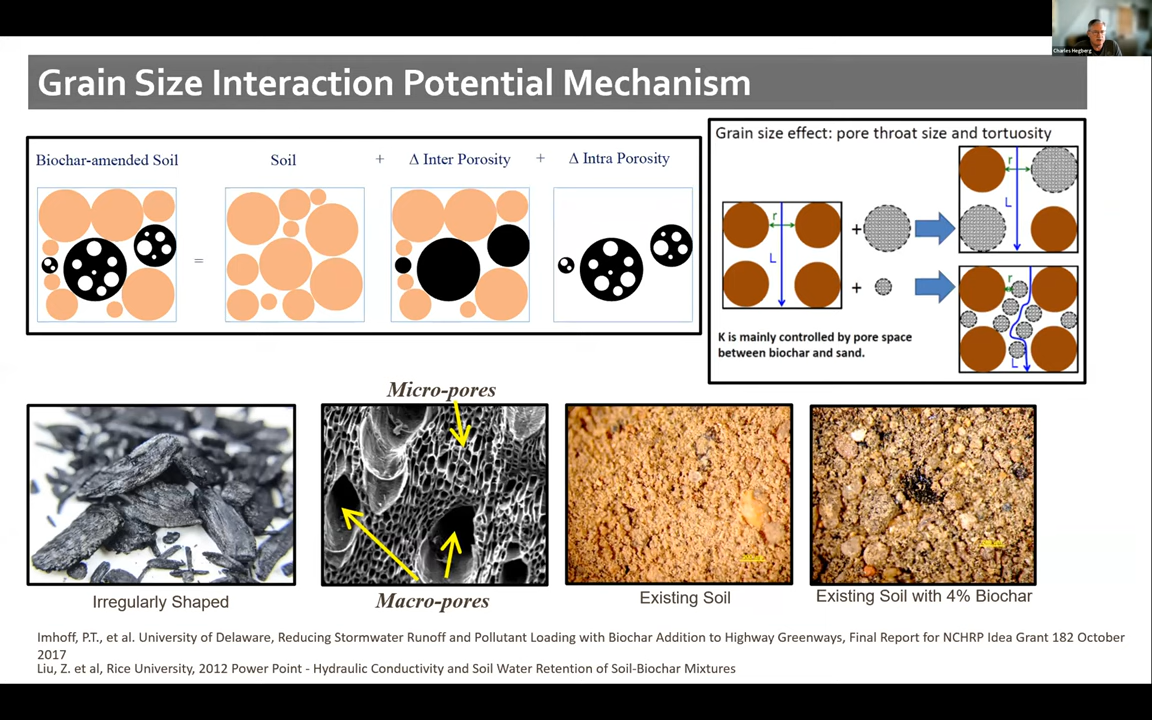 Charles Hegberg
Grain Size Interaction Potential Mechanism
Biochar-amended Soil
=
Soil
+
Δ Inter Porosity
+
Δ Intra Porosity
Grain size effect: pore throat size and tortuosity
r
L
+
+
r
L
r
L
K is mainly controlled by pore space
between biochar and sand.
Micro-pores
Macro-pores
Irregularly Shaped
Existing Soil
Existing Soil with 4% Biochar
Imhoff, P.T., et al. University of Delaware, Reducing Stormwater Runoff and Pollutant Loading with Biochar Addition to Highway Greenways, Final Report for NCHRP Idea Grant 182 October
2017
Liu, Z. et al, Rice University, 2012 Power Point - Hydraulic Conductivity and Soil Water Retention of Soil-Biochar Mixtures